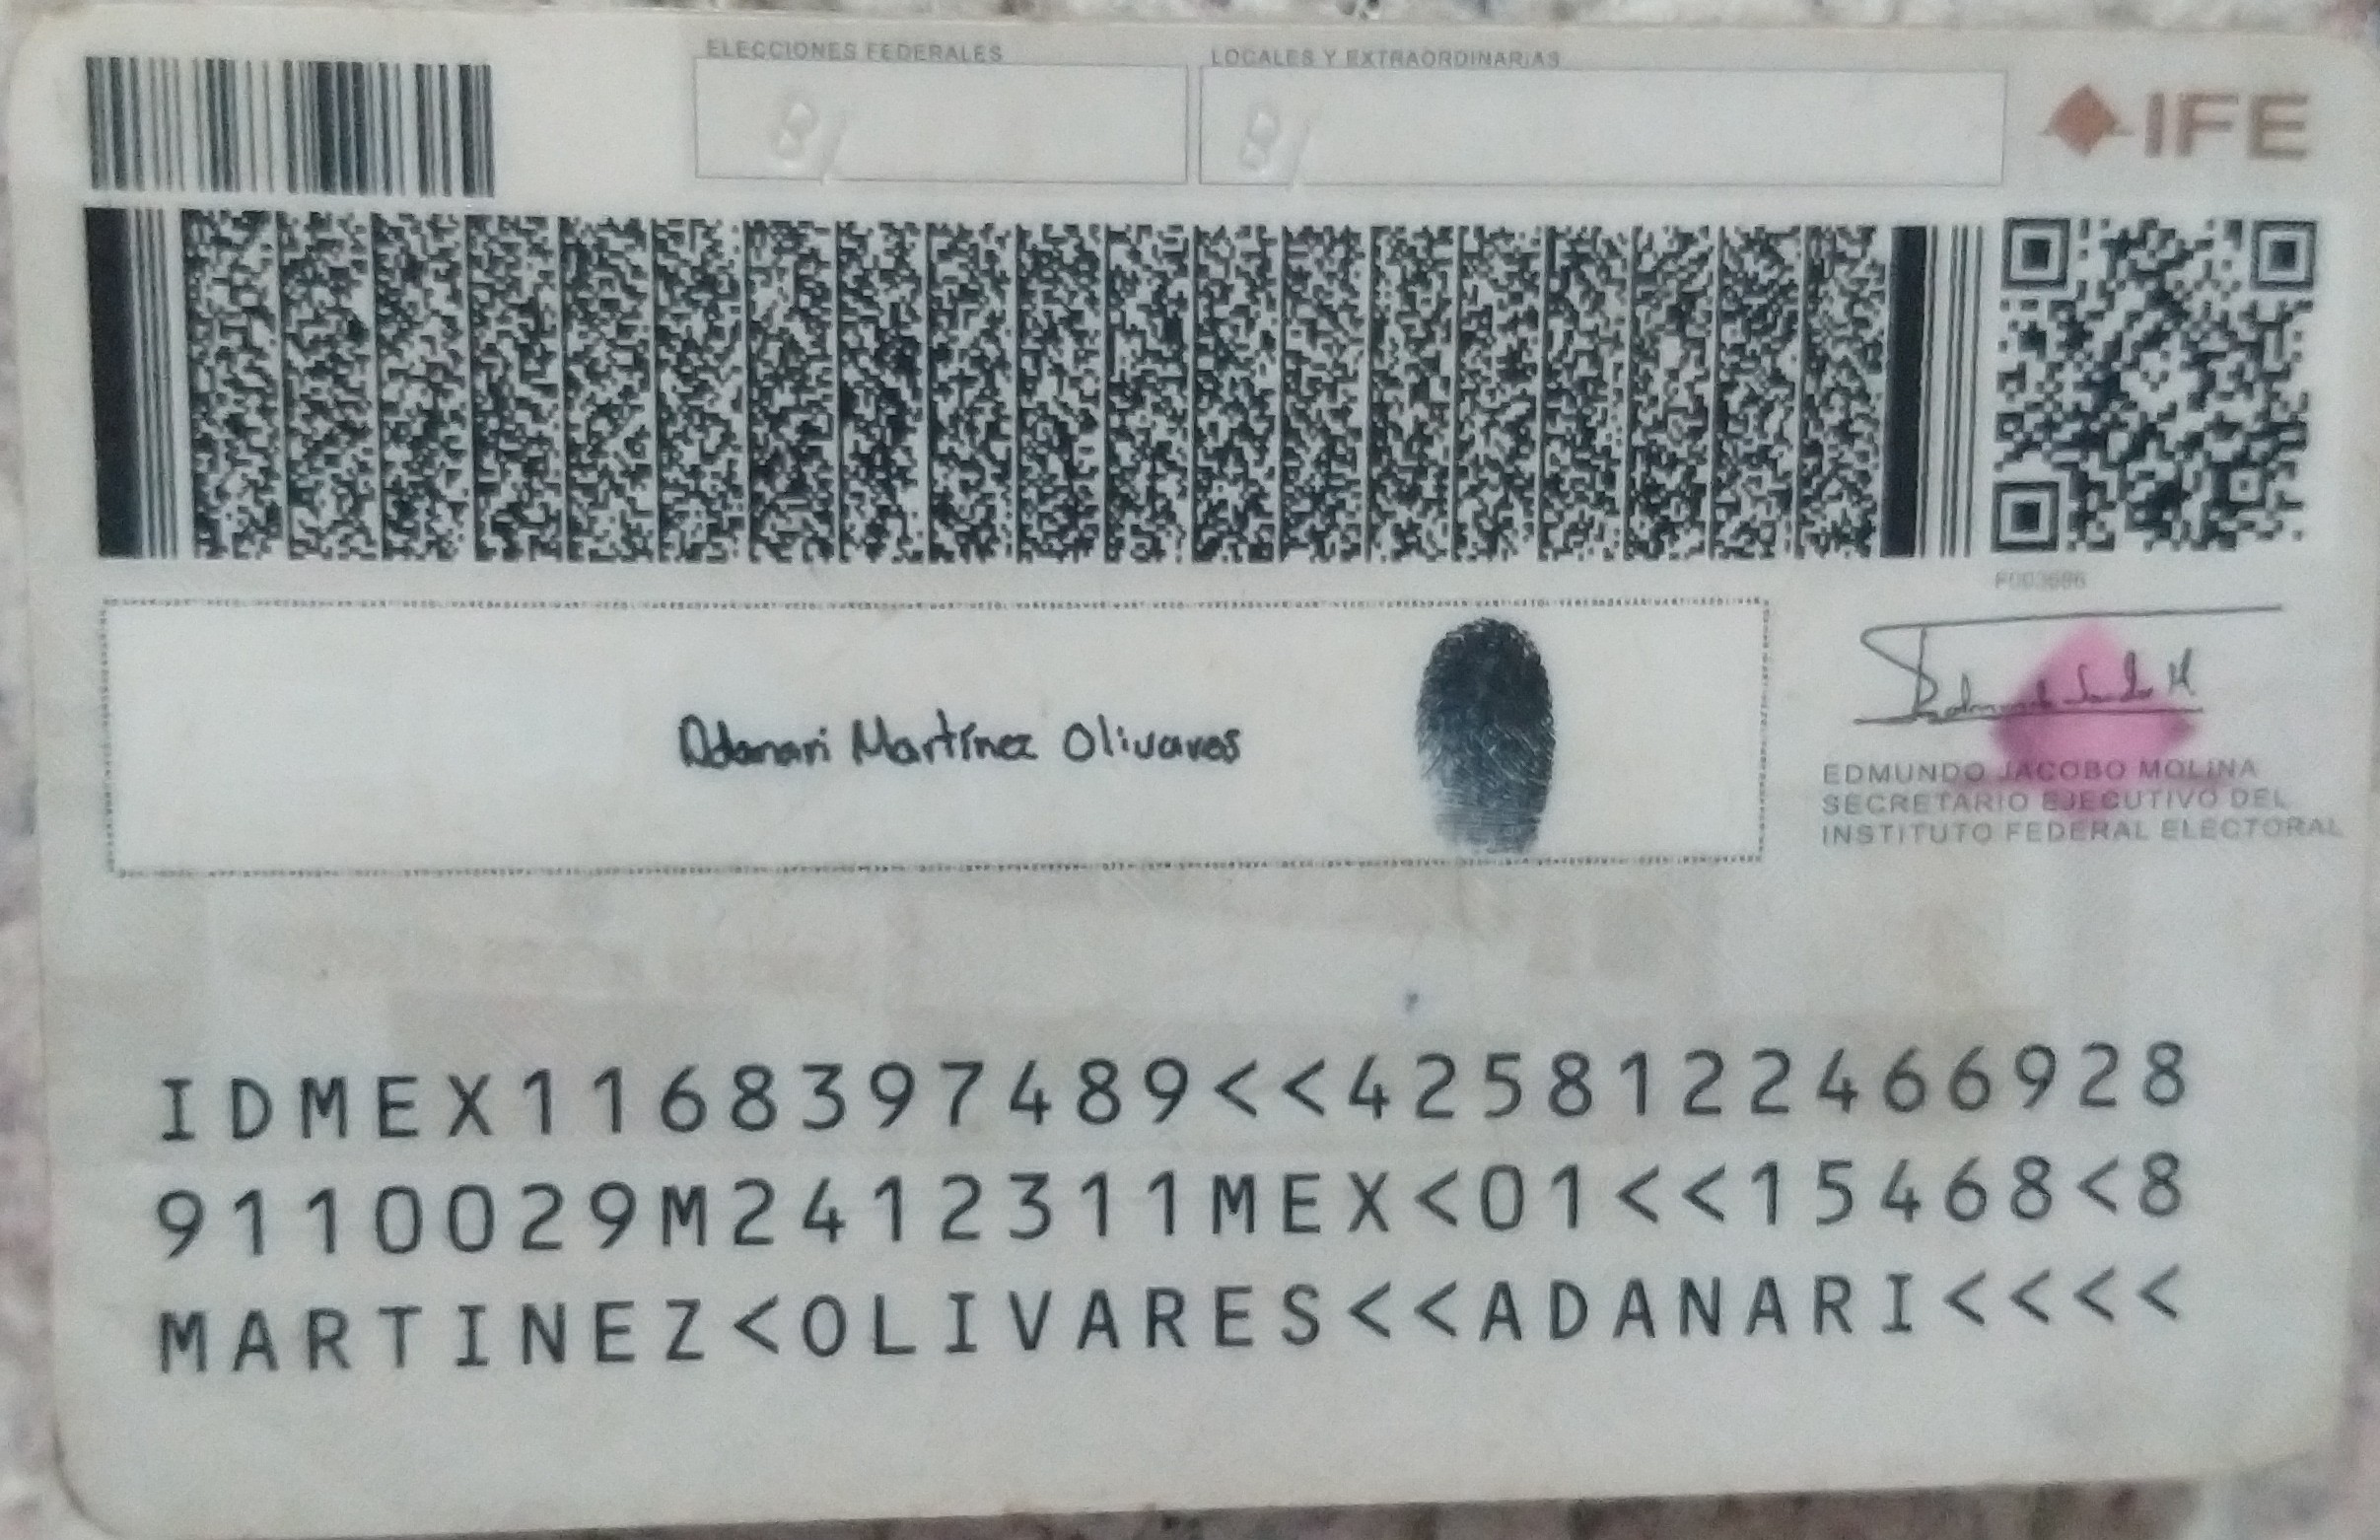 ELECCIONES FEDERALES
LOCALES Y EXTRAORDINARIAS
IFE
Adanari Martínez Olivares
EDMUNDO JACOBO MOLINA
SECRETARIO EJECUTIVO DEL
INSTITUTO FEDERAL ELECTORAL
IDMEX1168397489<<4258122466928
9110029M2412311MEX<01<<15468<8
MARTINEZ<OLIVARES<<ADANARI<<<<